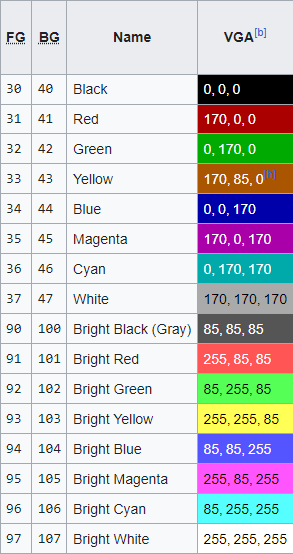 FG BG Name VGA[b]
30 40 Black 0, 0, 0
31 41 Red 170, 0, 0
32 42 Green 0, 170, 0
33 43 Yellow 170, 85, 0[h]
34 44 Blue 0, 0, 170
35 45 Magenta 170, 0, 170
36 46 Cyan 0, 170, 170
37 47 White 170, 170, 170
90 100 Bright Black (Gray) 85, 85, 85
91 101 Bright Red 255, 85, 85
92 102 Bright Green 85, 255, 85
93 103 Bright Yellow 255, 255, 85
94 104 Bright Blue 85, 85, 255
95 105 Bright Magenta 255, 85, 255
96 106 Bright Cyan 85, 255, 255
97 107 Bright White 255, 255, 255